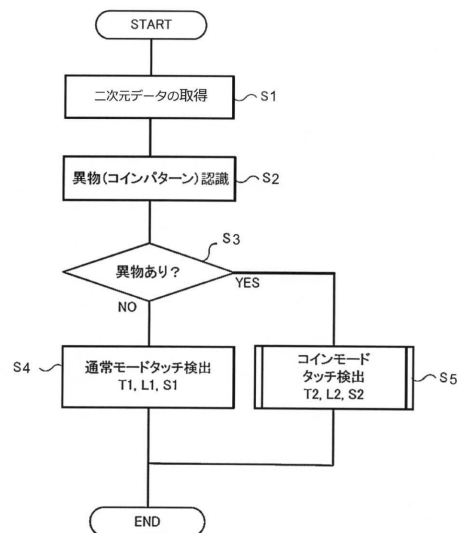 START
二次元データの取得
S1
異物(コインパターン)認識
S2
S3
異物あり?
YES
NO
S4
通常モードタッチ検出
T1, L1, S1
コインモード
タッチ検出
T2, L2, S2
S5
END